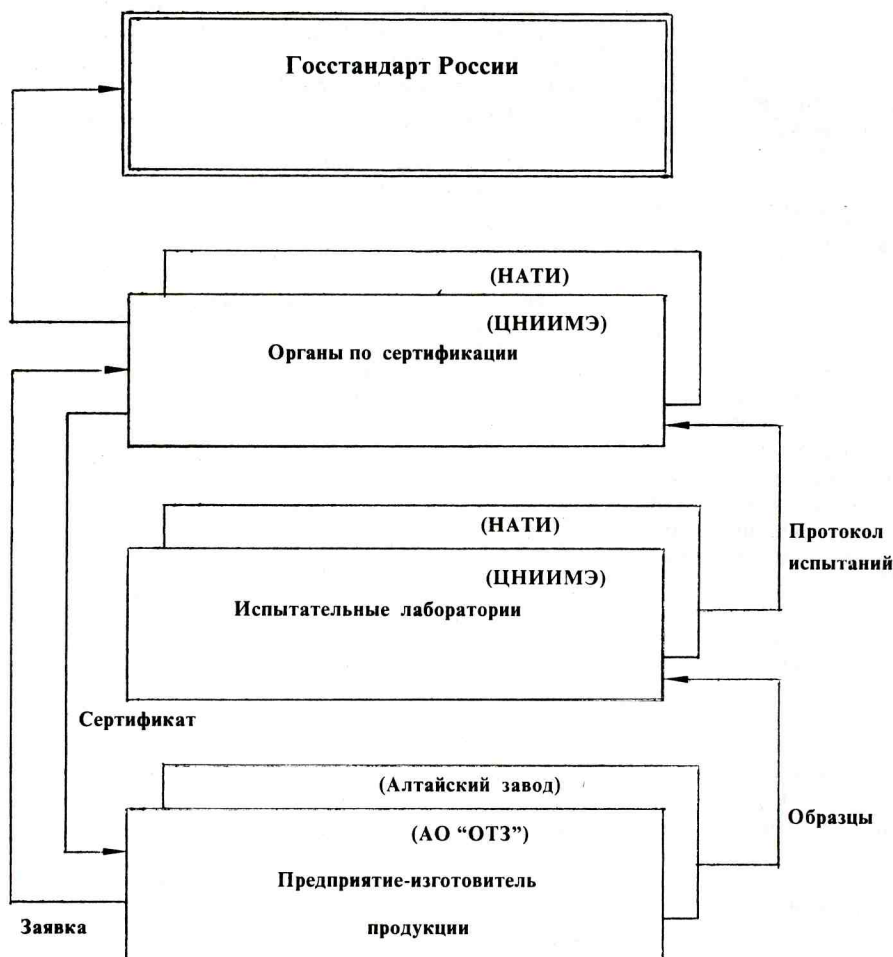 Госстандарт России
(НАТИ)
(ЦНИИМЭ)
Органы по сертификации
(НАТИ)
(ЦНИИМЭ)
Испытательные лаборатории
Протокол
испытаний
Сертификат
(Алтайский завод)
(АО “ОТЗ”)
Предприятие-изготовитель
продукции
Образцы
Заявка